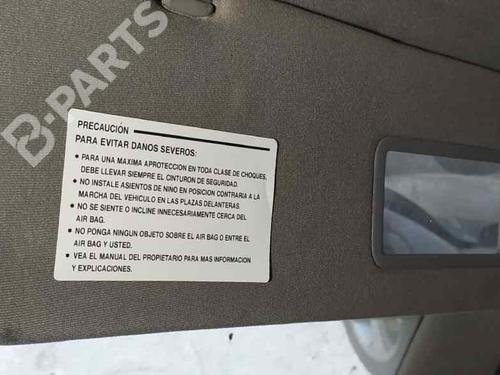 B-PARTS
PRECAUCIÓN
PARA EVITAR DANOS SEVEROS:
• PARA UNA MAXIMA APROTECCION EN TODA CLASE DE CHOQUES,
DEBE LLEVAR SIEMPRE EL CINTURON DE SEGURIDAD.
• NO INSTALE ASIENTOS DE NINO EN POSICION CONTRARIA A LA
MARCHA DEL VEHICULO EN LAS PLAZAS DELANTERAS.
• NO SE SIENTE O INCLINE INNECESARIAMENTE CERCA DEL
AIR BAG.
• NO PONGA NINGUN OBJETO SOBRE EL AIR BAG O ENTRE EL
AIR BAG Y USTED.
• VEA EL MANUAL DEL PROPIETARIO PARA MAS INFORMACION
Y EXPLICACIONES.